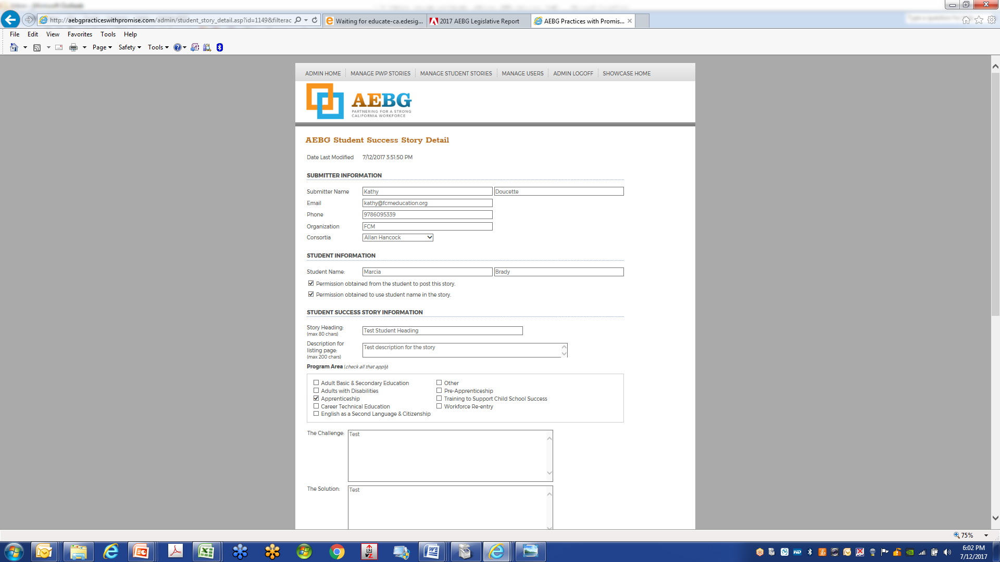 http://aebgpracticeswithpromise.com/admin/student_story_detail.asp?id=1149&filterac
Waiting for educate-ca.edesig...
2017 AEBG Legislative Report
AEBG Practices with Promis...
File Edit View Favorites Tools Help
Page Safety Tools
ADMIN HOME MANAGE PWP STORIES MANAGE STUDENT STORIES MANAGE USERS ADMIN LOGOFF SHOWCASE HOME
AEBG
PARTNERING FOR A STRONG
CALIFORNIA WORKFORCE
AEBG Student Success Story Detail
Date Last Modified 7/12/2017 3:51:50 PM
SUBMITTER INFORMATION
Submitter Name Kathy Doucette
Email kathy@fcmeducation.org
Phone 9786095339
Organization FCM
Consortia Allan Hancock
STUDENT INFORMATION
Student Name: Marcia Brady
Permission obtained from the student to post this story.
Permission obtained to use student name in the story.
STUDENT SUCCESS STORY INFORMATION
Story Heading: Test Student Heading
(max 80 chars)
Description for Test description for the story
listing page:
(max 200 chars)
Program Area (check all that apply)
Adult Basic & Secondary Education Other
Adults with Disabilities Pre-Apprenticeship
Apprenticeship Training to Support Child School Success
Career Technical Education Workforce Re-entry
English as a Second Language & Citizenship
The Challenge: Test
The Solution: Test
75%
6:02 PM
7/12/2017